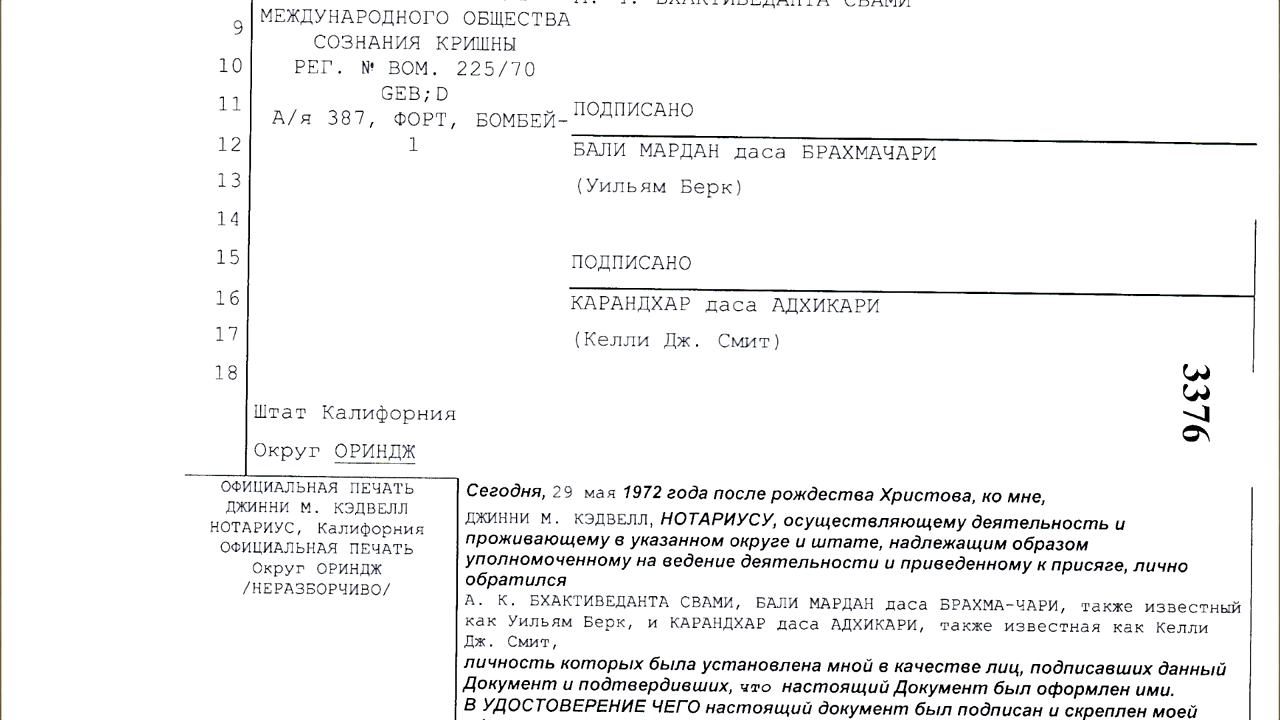 А. Ч. БХАКТИВЕДАНТА СВАМИ
9 МЕЖДУНАРОДНОГО ОБЩЕСТВА
СОЗНАНИЯ КРИШНЫ
10 РЕГ. № BOM. 225/70
GEB;D
11 ПОДПИСАНО
А/я 387, ФОРТ, БОМБЕЙ-
12 1 БАЛИ МАРДАН даса БРАХМАЧАРИ
13 (Уильям Берк)
14
15 ПОДПИСАНО
16 КАРАНДХАР даса АДХИКАРИ
17 (Келли Дж. Смит)
18
3376
Штат Калифорния
Округ ОРИНДЖ
ОФИЦИАЛЬНАЯ ПЕЧАТЬ
ДЖИННИ М. КЭДВЕЛЛ
НОТАРИУС, Калифорния
ОФИЦИАЛЬНАЯ ПЕЧАТЬ
Округ ОРИНДЖ
/НЕРАЗБОРЧИВО/
Сегодня, 29 мая 1972 года после рождества Христова, ко мне,
ДЖИННИ М. КЭДВЕЛЛ, НОТАРИУСУ, осуществляющему деятельность и
проживающему в указанном округе и штате, надлежащим образом
уполномоченному на ведение деятельности и приведенному к присяге, лично
обратился
А. К. БХАКТИВЕДАНТА СВАМИ, БАЛИ МАРДАН даса БРАХМА-ЧАРИ, также известный
как Уильям Берк, и КАРАНДХАР даса АДХИКАРИ, также известная как Келли
Дж. Смит,
личность которых была установлена мной в качестве лиц, подписавших данный
Документ и подтвердивших, что настоящий Документ был оформлен ими.
В УДОСТОВЕРЕНИЕ ЧЕГО настоящий документ был подписан и скреплен моей